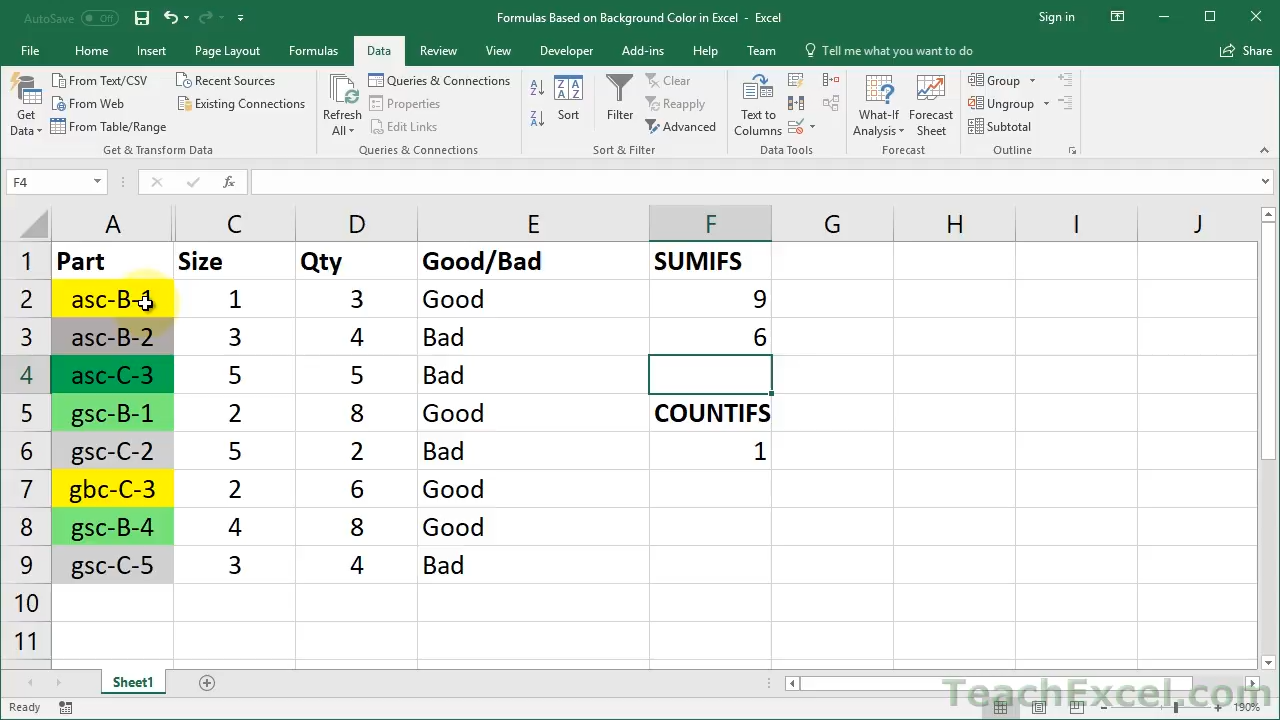 AutoSave Off
Formulas Based on Background Color in Excel - Excel
Sign in
File Home Insert Page Layout Formulas Data Review View Developer Add-ins Help Team Tell me what you want to do Share
Get Data
From Text/CSV
From Web
From Table/Range
Recent Sources
Existing Connections
Get & Transform Data
Refresh All
Queries & Connections
Properties
Edit Links
Queries & Connections
Sort
Filter
Clear
Reapply
Advanced
Sort & Filter
Text to Columns
Data Tools
What-If Analysis
Forecast Sheet
Forecast
Group
Ungroup
Subtotal
Outline
F4 fx
A C D E F G H I J
1 Part Size Qty Good/Bad SUMIFS
2 asc-B-1 1 3 Good 9
3 asc-B-2 3 4 Bad 6
4 asc-C-3 5 5 Bad
5 gsc-B-1 2 8 Good COUNTIFS
6 gsc-C-2 5 2 Bad 1
7 gbc-C-3 2 6 Good
8 gsc-B-4 4 8 Good
9 gsc-C-5 3 4 Bad
10
11
Sheet1
TeachExcel.com
Ready 190%